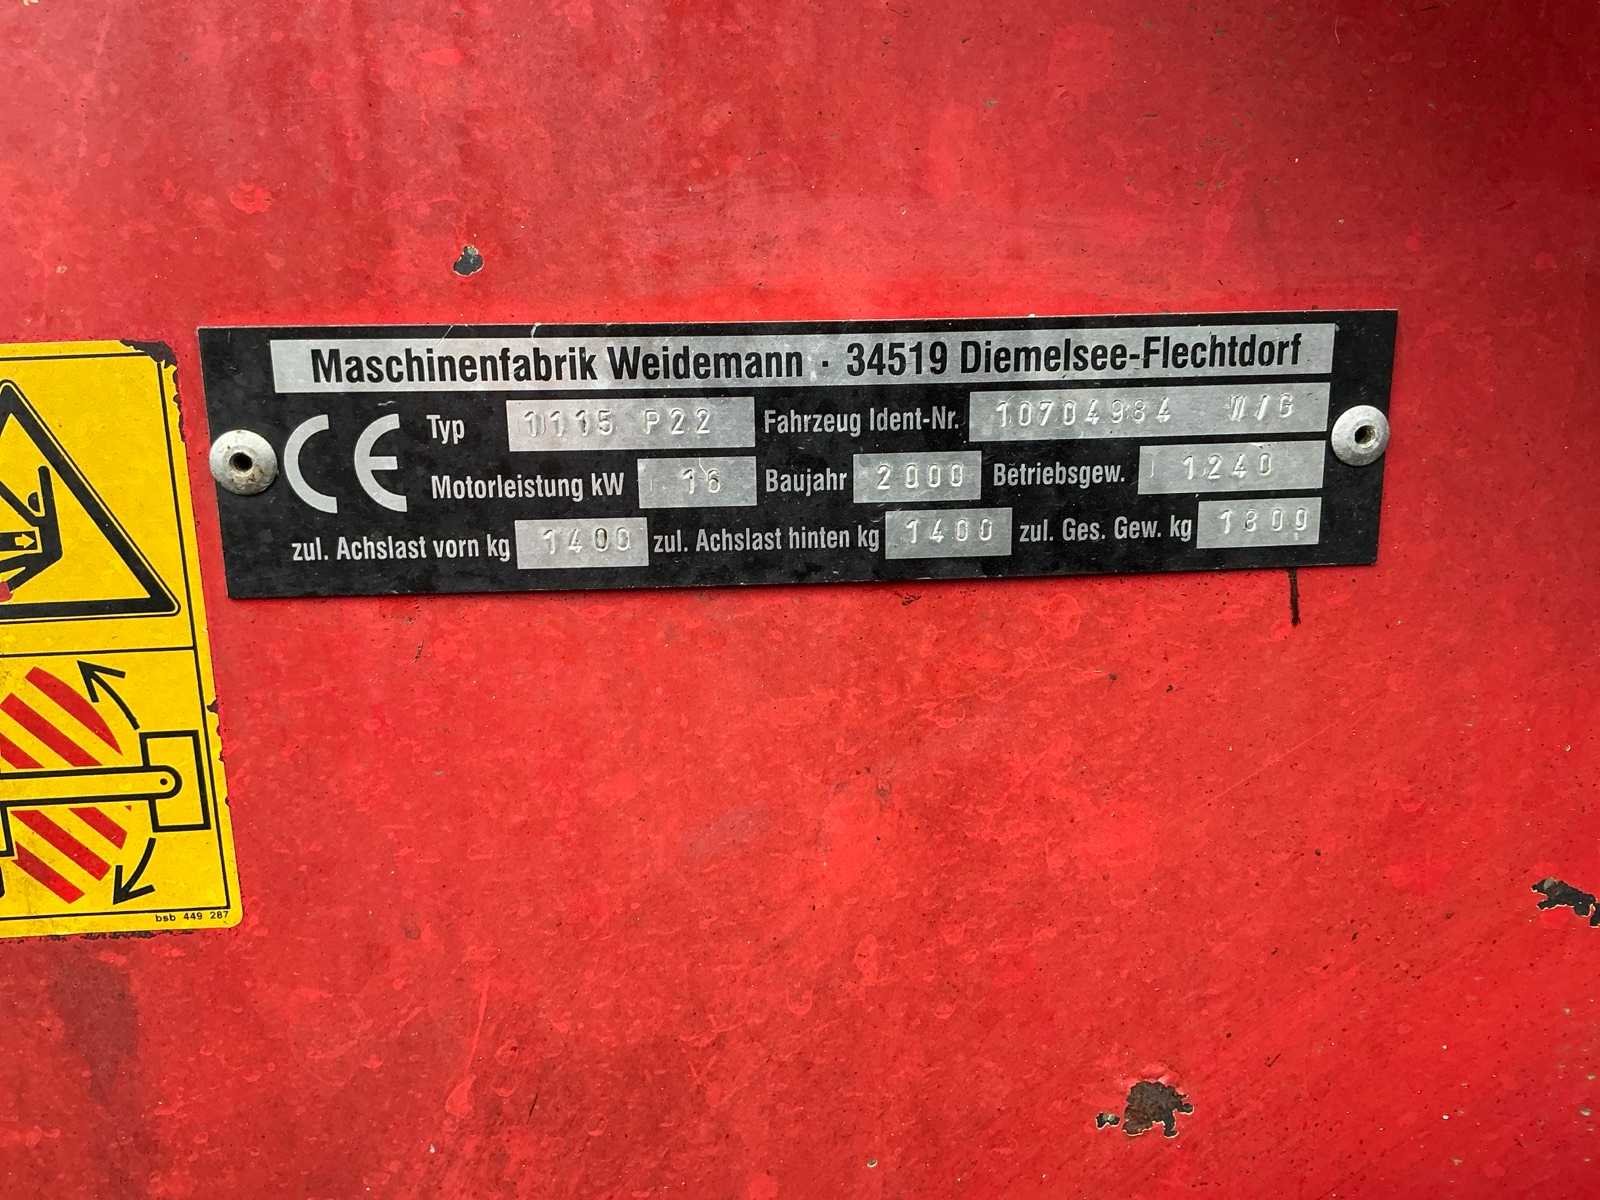 Maschinenfabrik Weidemann · 34519 Diemelsee-Flechtdorf
CE Typ 1115 P22 Fahrzeug Ident-Nr. 10704984 W/G
Motorleistung kW 16 Baujahr 2000 Betriebsgew. 1240
zul. Achslast vorn kg 1400 zul. Achslast hinten kg 1400 zul. Ges. Gew. kg 1800
bsb 449 287